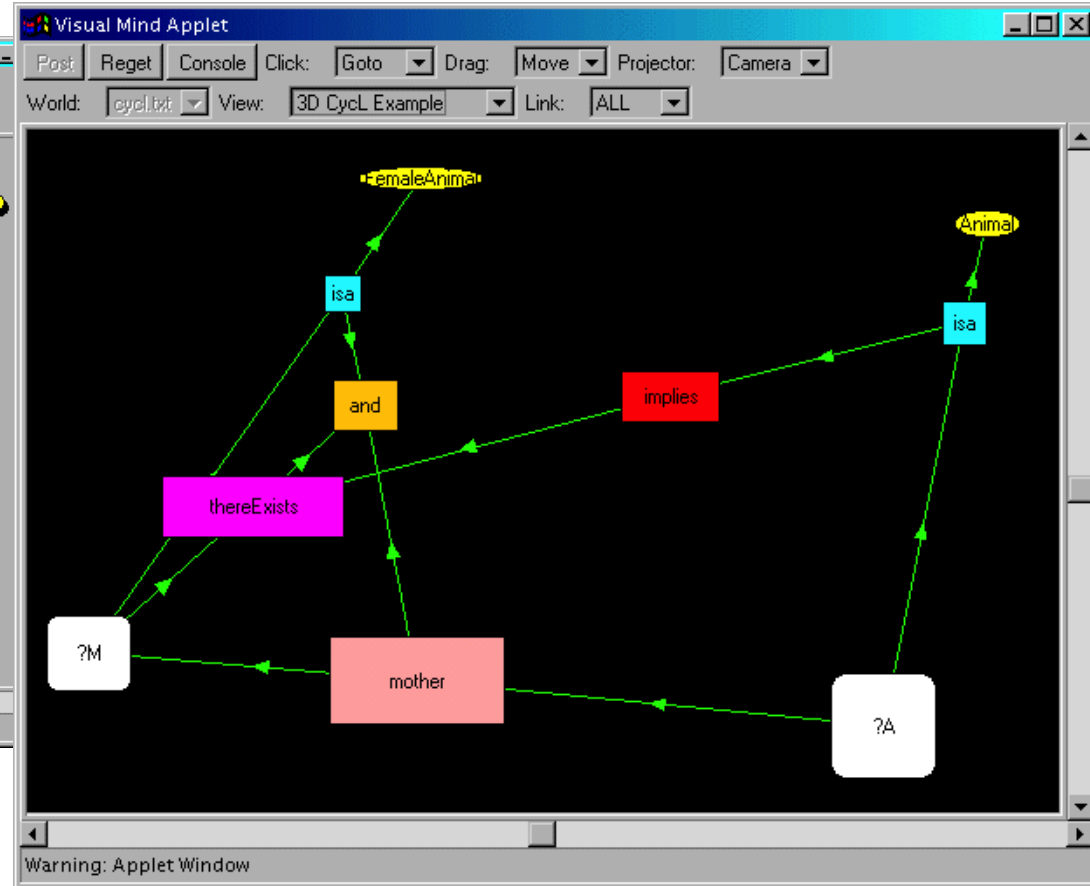 Visual Mind Applet
Post Reget Console Click: Goto Drag: Move Projector: Camera
World: cycl.txt View: 3D CycL Example Link: ALL
FemaleAnimal
Animal
isa
isa
implies
and
thereExists
?M
mother
?A
Warning: Applet Window